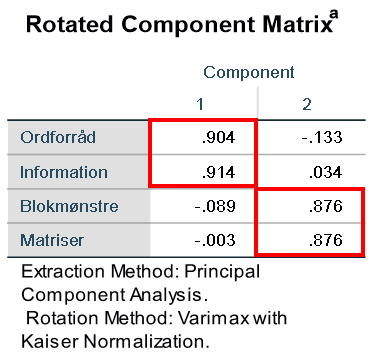 Rotated Component Matrixa
Component
1 2
Ordforråd .904 -.133
Information .914 .034
Blokmønstre -.089 .876
Matriser -.003 .876
Extraction Method: Principal
Component Analysis.
Rotation Method: Varimax with
Kaiser Normalization.